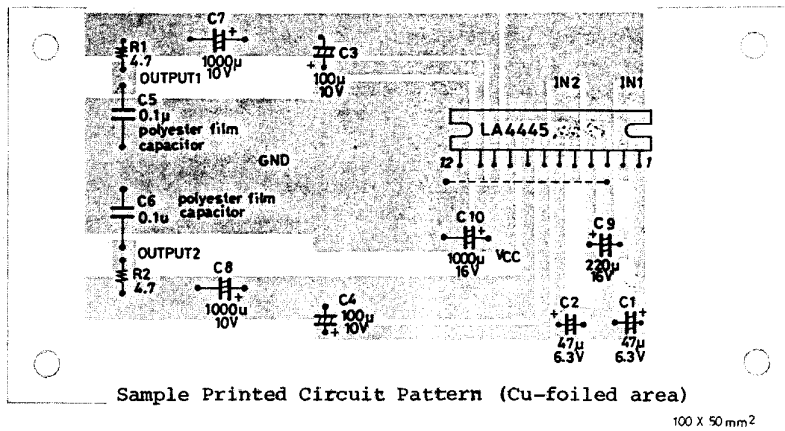 C7
+
1000µ
10V
R1
4.7
OUTPUT1
C3
+
100µ
10V
C5
0.1µ
polyester film
capacitor
IN2
IN1
LA4445
12
1
GND
C6
0.1u
polyester film
capacitor
OUTPUT2
R2
4.7
C8
+
1000µ
10V
C10
+
1000µ
16V
VCC
C9
+
220µ
16V
C4
100µ
+ 10V
C2
+
47µ
6.3V
C1
+
47µ
6.3V
Sample Printed Circuit Pattern (Cu-foiled area)
100 X 50 mm²